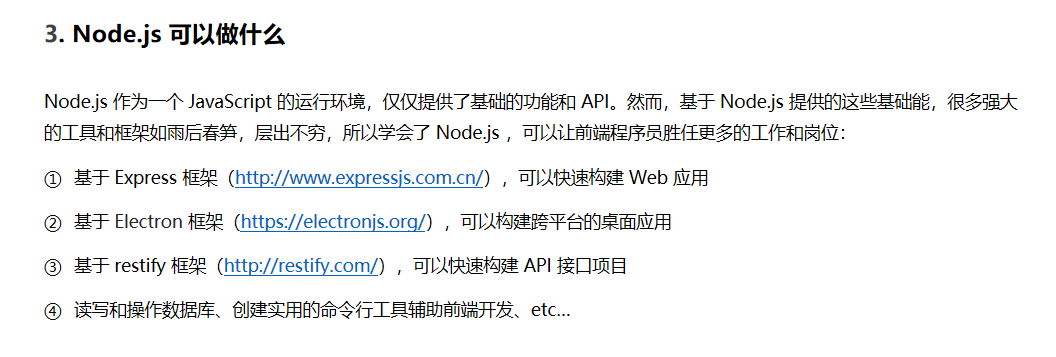 3. Node.js 可以做什么
Node.js 作为一个 JavaScript 的运行环境，仅仅提供了基础的功能和 API。然而，基于 Node.js 提供的这些基础能，很多强大
的工具和框架如雨后春笋，层出不穷，所以学会了 Node.js ，可以让前端程序员胜任更多的工作和岗位：
① 基于 Express 框架（http://www.expressjs.com.cn/），可以快速构建 Web 应用
② 基于 Electron 框架（https://electronjs.org/），可以构建跨平台的桌面应用
③ 基于 restify 框架（http://restify.com/），可以快速构建 API 接口项目
④ 读写和操作数据库、创建实用的命令行工具辅助前端开发、etc…